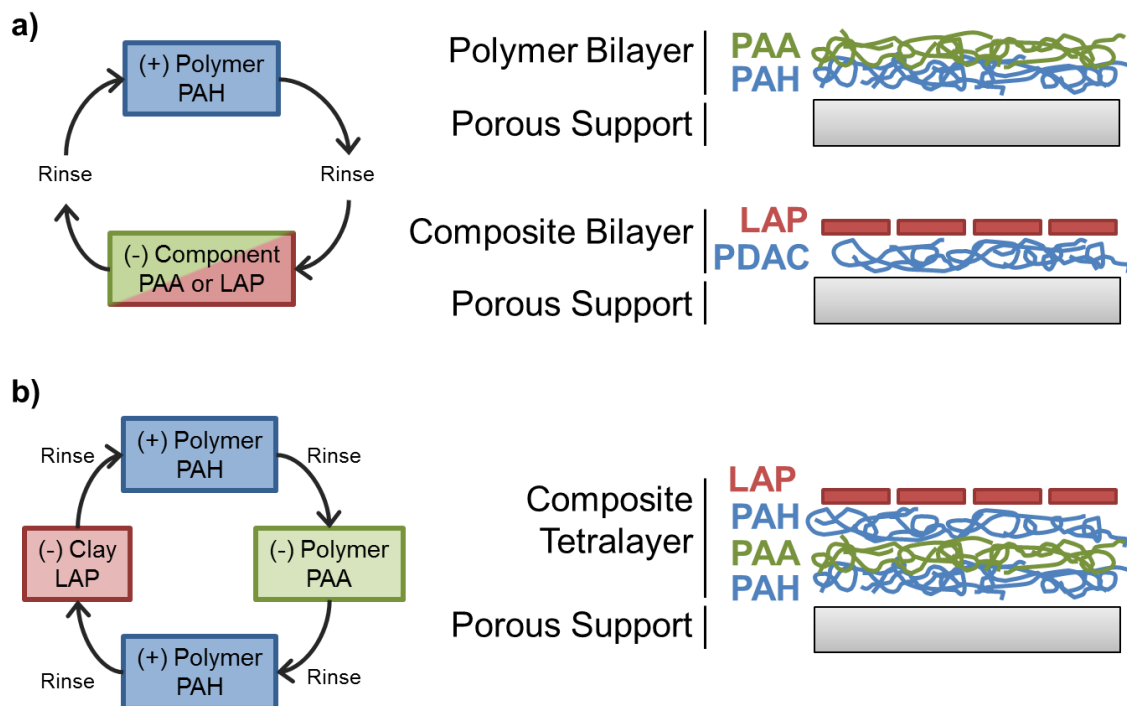 a)
(+) Polymer
PAH
Rinse
Rinse
(-) Component
PAA or LAP
Polymer Bilayer
PAA
PAH
Porous Support
Composite Bilayer
LAP
PDAC
Porous Support
b)
(+) Polymer
PAH
Rinse
Rinse
(-) Clay
LAP
(-) Polymer
PAA
Rinse
Rinse
(+) Polymer
PAH
Composite
Tetralayer
LAP
PAH
PAA
PAH
Porous Support